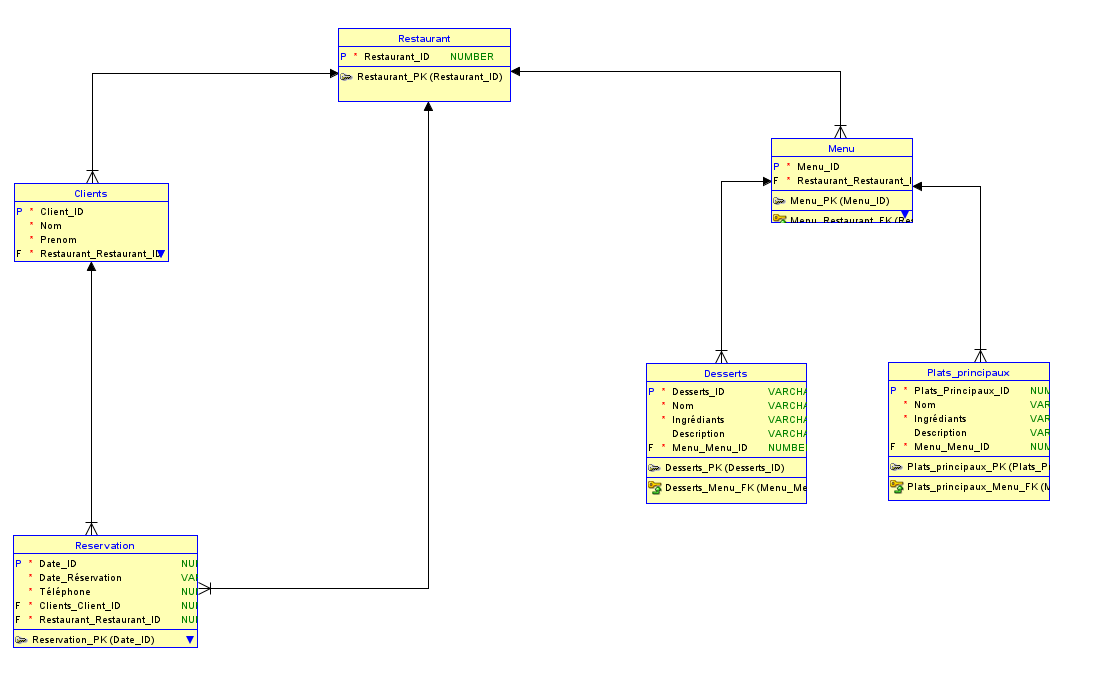 Restaurant
P * Restaurant_ID NUMBER
Restaurant_PK (Restaurant_ID)
Menu
P * Menu_ID
F * Restaurant_Restaurant_I
Menu_PK (Menu_ID)
Menu_Restaurant_FK (Re
Clients
P * Client_ID
* Nom
* Prenom
F * Restaurant_Restaurant_ID
Desserts
P * Desserts_ID VARCHA
* Nom VARCHA
* Ingrédiants VARCHA
Description VARCHA
F * Menu_Menu_ID NUMBE
Desserts_PK (Desserts_ID)
Desserts_Menu_FK (Menu_Me
Plats_principaux
P * Plats_Principaux_ID NUM
* Nom VAR
* Ingrédiants VAR
Description VAR
F * Menu_Menu_ID NUM
Plats_principaux_PK (Plats_P
Plats_principaux_Menu_FK (M
Reservation
P * Date_ID NU
* Date_Réservation VA
* Téléphone NU
F * Clients_Client_ID NU
F * Restaurant_Restaurant_ID NU
Reservation_PK (Date_ID)